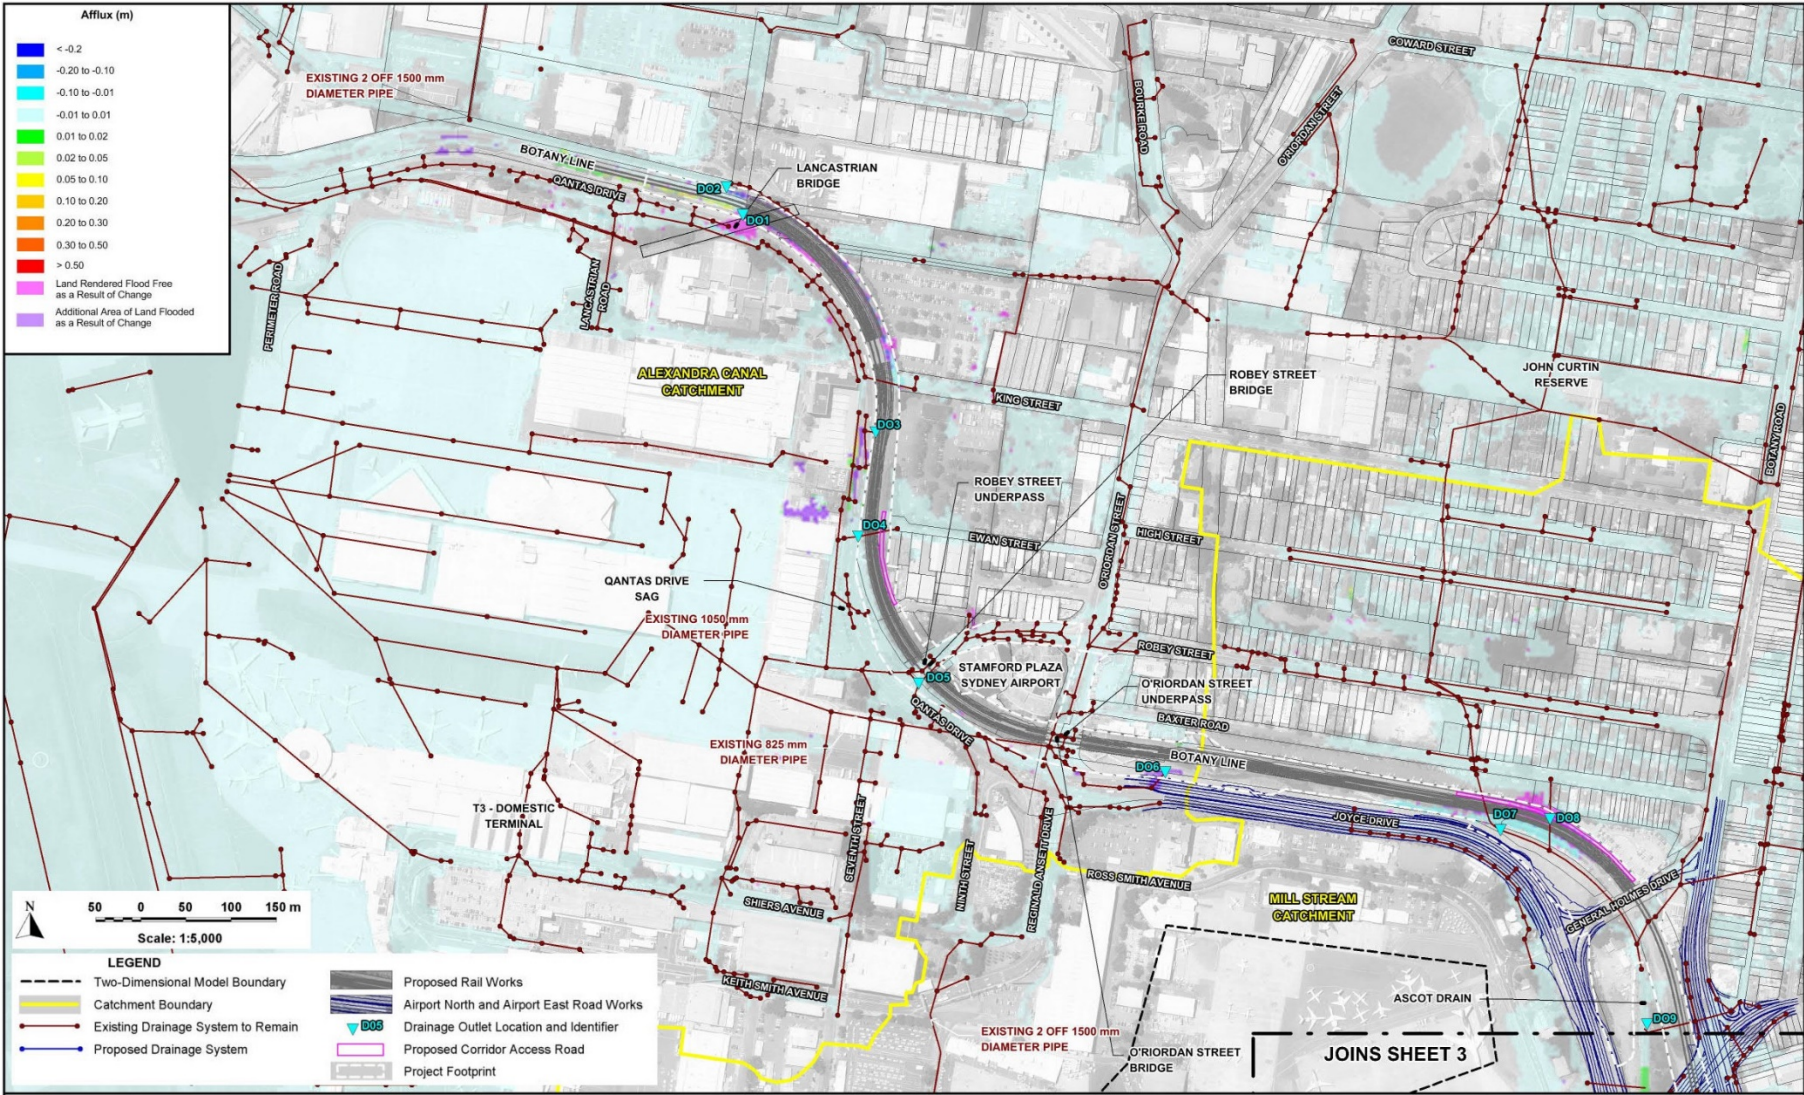 Afflux (m)
< -0.2
-0.20 to -0.10
-0.10 to -0.01
-0.01 to 0.01
0.01 to 0.02
0.02 to 0.05
0.05 to 0.10
0.10 to 0.20
0.20 to 0.30
0.30 to 0.50
> 0.50
Land Rendered Flood Free
as a Result of Change
Additional Area of Land Flooded
as a Result of Change
EXISTING 2 OFF 1500 mm
DIAMETER PIPE
BOTANY LINE
QANTAS DRIVE
DO2
DO1
LANCASTRIAN
BRIDGE
BOURKE ROAD
O'RIORDAN STREET
COWARD STREET
PERIMETER ROAD
LANCASTRIAN
ROAD
ALEXANDRA CANAL
CATCHMENT
KING STREET
ROBEY STREET
BRIDGE
JOHN CURTIN
RESERVE
BOTANY ROAD
DO3
ROBEY STREET
UNDERPASS
DO4
EWAN STREET
O'RIORDAN STREET
HIGH STREET
QANTAS DRIVE
SAG
EXISTING 1050 mm
DIAMETER PIPE
STAMFORD PLAZA
SYDNEY AIRPORT
ROBEY STREET
DO5
O'RIORDAN STREET
UNDERPASS
QANTAS DRIVE
BAXTER ROAD
EXISTING 825 mm
DIAMETER PIPE
BOTANY LINE
DO6
T3 - DOMESTIC
TERMINAL
SEVENTH STREET
NINTH STREET
REGINALD ANSETT DRIVE
JOYCE DRIVE
DO7
DO8
ROSS SMITH AVENUE
SHIERS AVENUE
MILL STREAM
CATCHMENT
GENERAL HOLMES DRIVE
KEITH SMITH AVENUE
ASCOT DRAIN
DO9
EXISTING 2 OFF 1500 mm
DIAMETER PIPE
O'RIORDAN STREET
BRIDGE
JOINS SHEET 3
N
50 0 50 100 150 m
Scale: 1:5,000
LEGEND
Two-Dimensional Model Boundary
Catchment Boundary
Existing Drainage System to Remain
Proposed Drainage System
Proposed Rail Works
Airport North and Airport East Road Works
D05 Drainage Outlet Location and Identifier
Proposed Corridor Access Road
Project Footprint